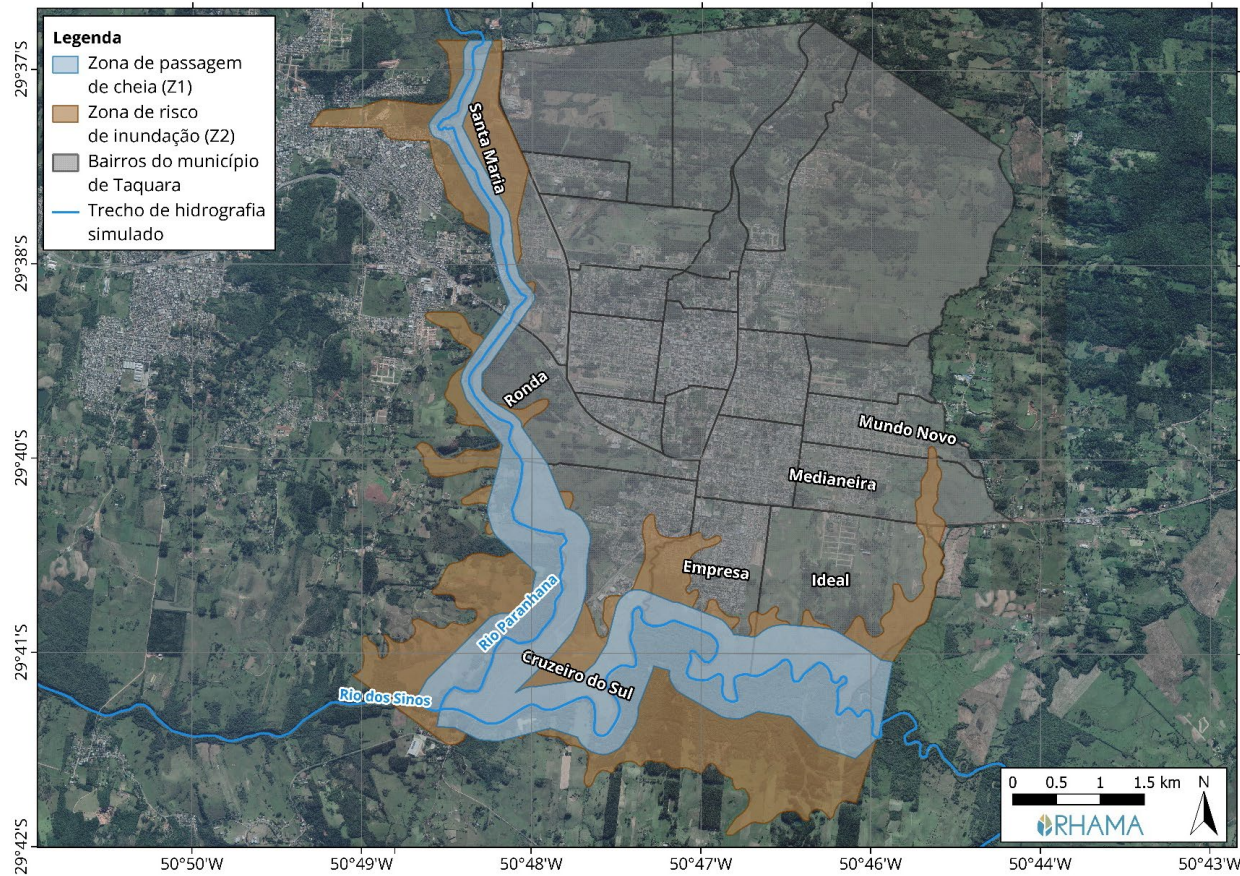 Legenda
Zona de passagem
de cheia (Z1)
Zona de risco
de inundação (Z2)
Bairros do município
de Taquara
Trecho de hidrografia
simulado
29°37'S
29°38'S
29°40'S
29°41'S
29°42'S
Santa Maria
Ronda
Mundo Novo
Medianeira
Empresa
Ideal
Rio Paranhana
Cruzeiro do Sul
Rio dos Sinos
0 0.5 1 1.5 km
N
RHAMA
50°50'W 50°49'W 50°48'W 50°47'W 50°46'W 50°44'W 50°43'W